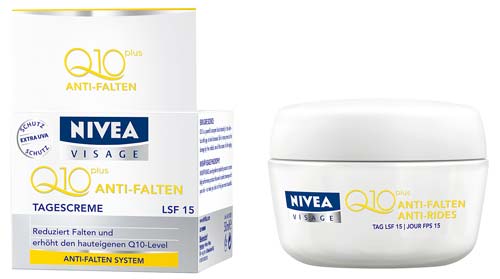 Q10 plus
ANTI-FALTEN
SCHUTZ
EXTRA UVA
SCHUTZ
NIVEA
VISAGE
Q10 plus ANTI-FALTEN
TAGESCREME LSF 15
Reduziert Falten und
erhöht den hauteigenen Q10-Level
ANTI-FALTEN SYSTEM
NIVEA
VISAGE
Q10 plus
ANTI-FALTEN
ANTI-RIDES
TAG LSF 15 | JOUR FPS 15